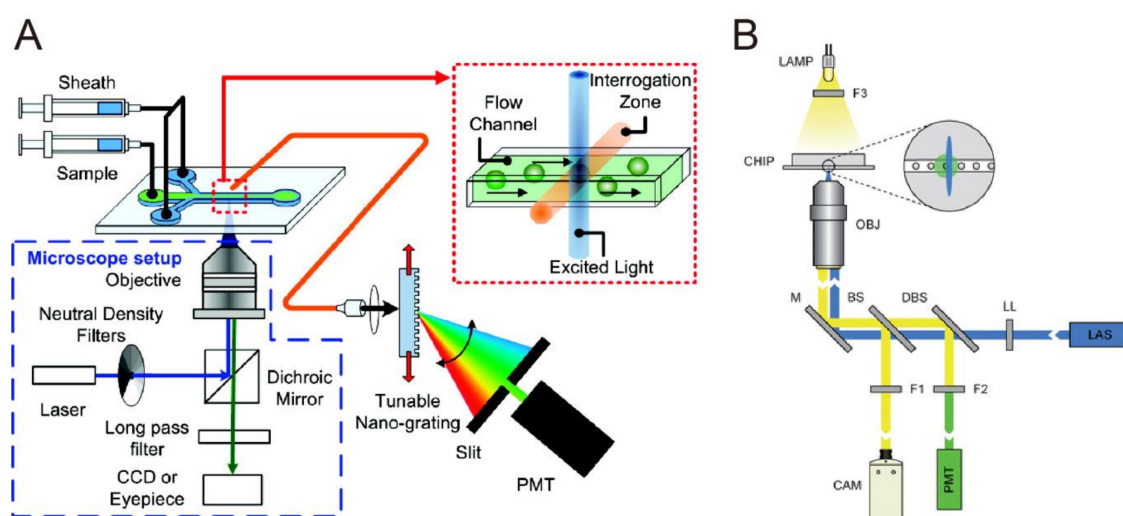 A
Sheath
Sample
Flow
Channel
Interrogation
Zone
Excited Light
Microscope setup
Objective
Neutral Density
Filters
Laser
Dichroic
Mirror
Long pass
filter
CCD or
Eyepiece
Tunable
Nano-grating
Slit
PMT
B
LAMP
F3
CHIP
OBJ
M
BS
DBS
LL
LAS
F1
F2
CAM
PMT